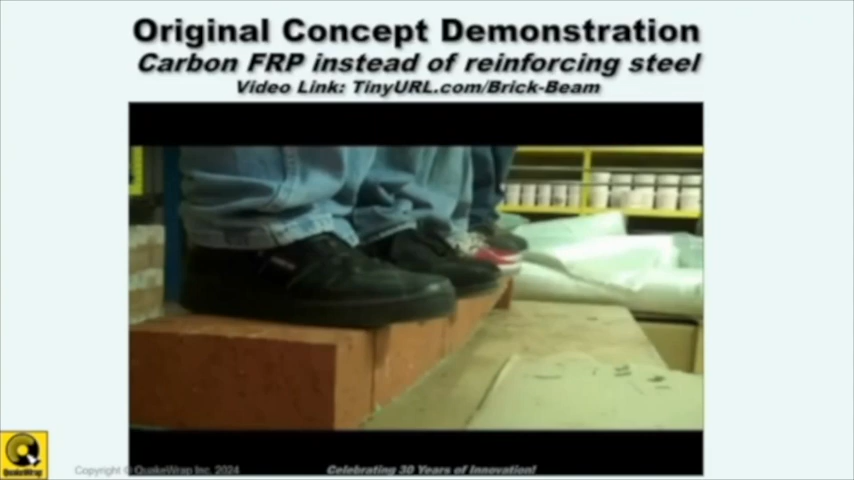 Original Concept Demonstration
Carbon FRP instead of reinforcing steel
Video Link: TinyURL.com/Brick-Beam
QuakeWrap
Copyright © QuakeWrap Inc. 2024
Celebrating 30 Years of Innovation!